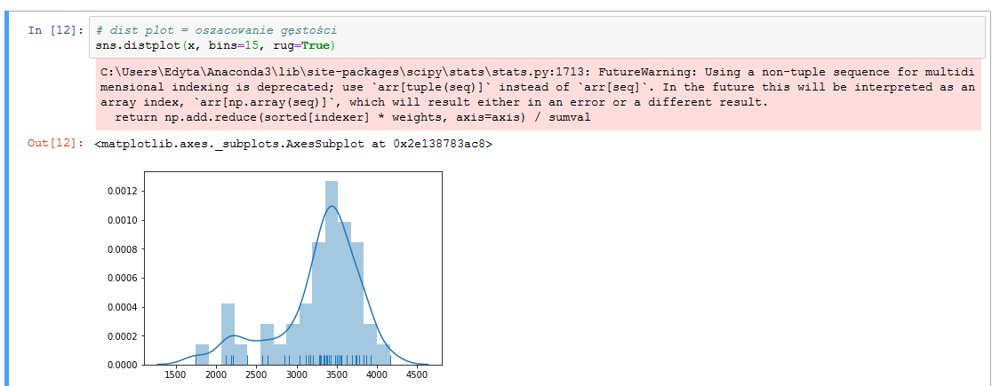 In [12]: # dist plot = oszacowanie gęstości
sns.distplot(x, bins=15, rug=True)
C:\Users\Edyta\Anaconda3\lib\site-packages\scipy\stats\stats.py:1713: FutureWarning: Using a non-tuple sequence for multidi
mensional indexing is deprecated; use `arr[tuple(seq)]` instead of `arr[seq]`. In the future this will be interpreted as an
array index, `arr[np.array(seq)]`, which will result either in an error or a different result.
  return np.add.reduce(sorted[indexer] * weights, axis=axis) / sumval
Out[12]: <matplotlib.axes._subplots.AxesSubplot at 0x2e138783ac8>
0.0012
0.0010
0.0008
0.0006
0.0004
0.0002
0.0000
1500 2000 2500 3000 3500 4000 4500